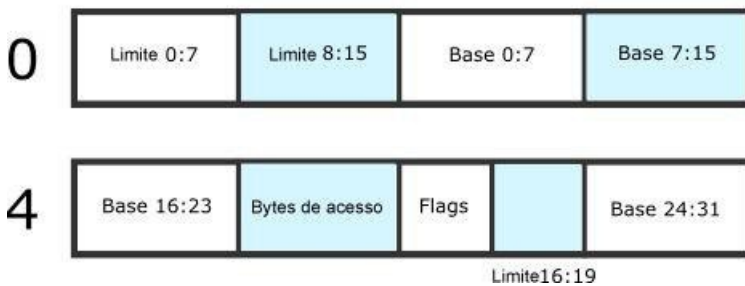 0 Limite 0:7 Limite 8:15 Base 0:7 Base 7:15
4 Base 16:23 Bytes de acesso Flags Base 24:31
Limite16:19